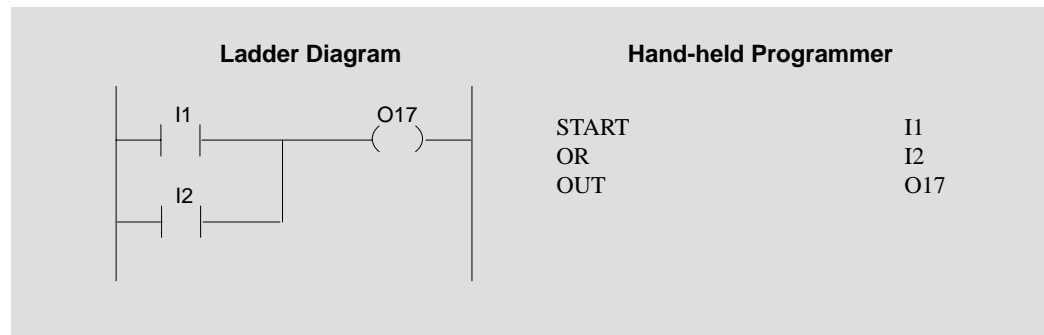 Ladder Diagram
I1
O17
I2
Hand-held Programmer
START I1
OR I2
OUT O17